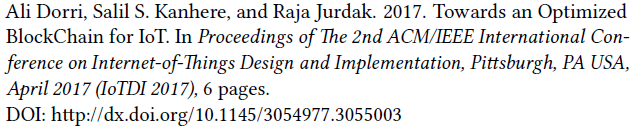 Ali Dorri, Salil S. Kanhere, and Raja Jurdak. 2017. Towards an Optimized
BlockChain for IoT. In Proceedings of The 2nd ACM/IEEE International Con-
ference on Internet-of-Things Design and Implementation, Pittsburgh, PA USA,
April 2017 (IoTDI 2017), 6 pages.
DOI: http://dx.doi.org/10.1145/3054977.3055003